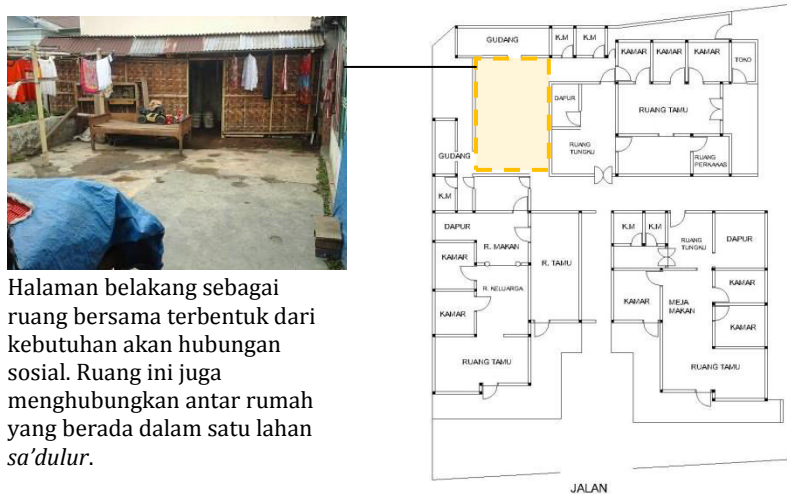 Halaman belakang sebagai
ruang bersama terbentuk dari
kebutuhan akan hubungan
sosial. Ruang ini juga
menghubungkan antar rumah
yang berada dalam satu lahan
sa'dulur.
GUDANG
K.M
K.M
KAMAR
KAMAR
KAMAR
TOKO
DAPUR
RUANG TAMU
RUANG
TUNGKU
GUDANG
RUANG
PERKAKAS
K.M
DAPUR
R. MAKAN
KAMAR
R. TAMU
R. KELUARGA
KAMAR
RUANG TAMU
K.M
K.M
RUANG
TUNGKU
DAPUR
KAMAR
KAMAR
MEJA
MAKAN
KAMAR
RUANG TAMU
JALAN